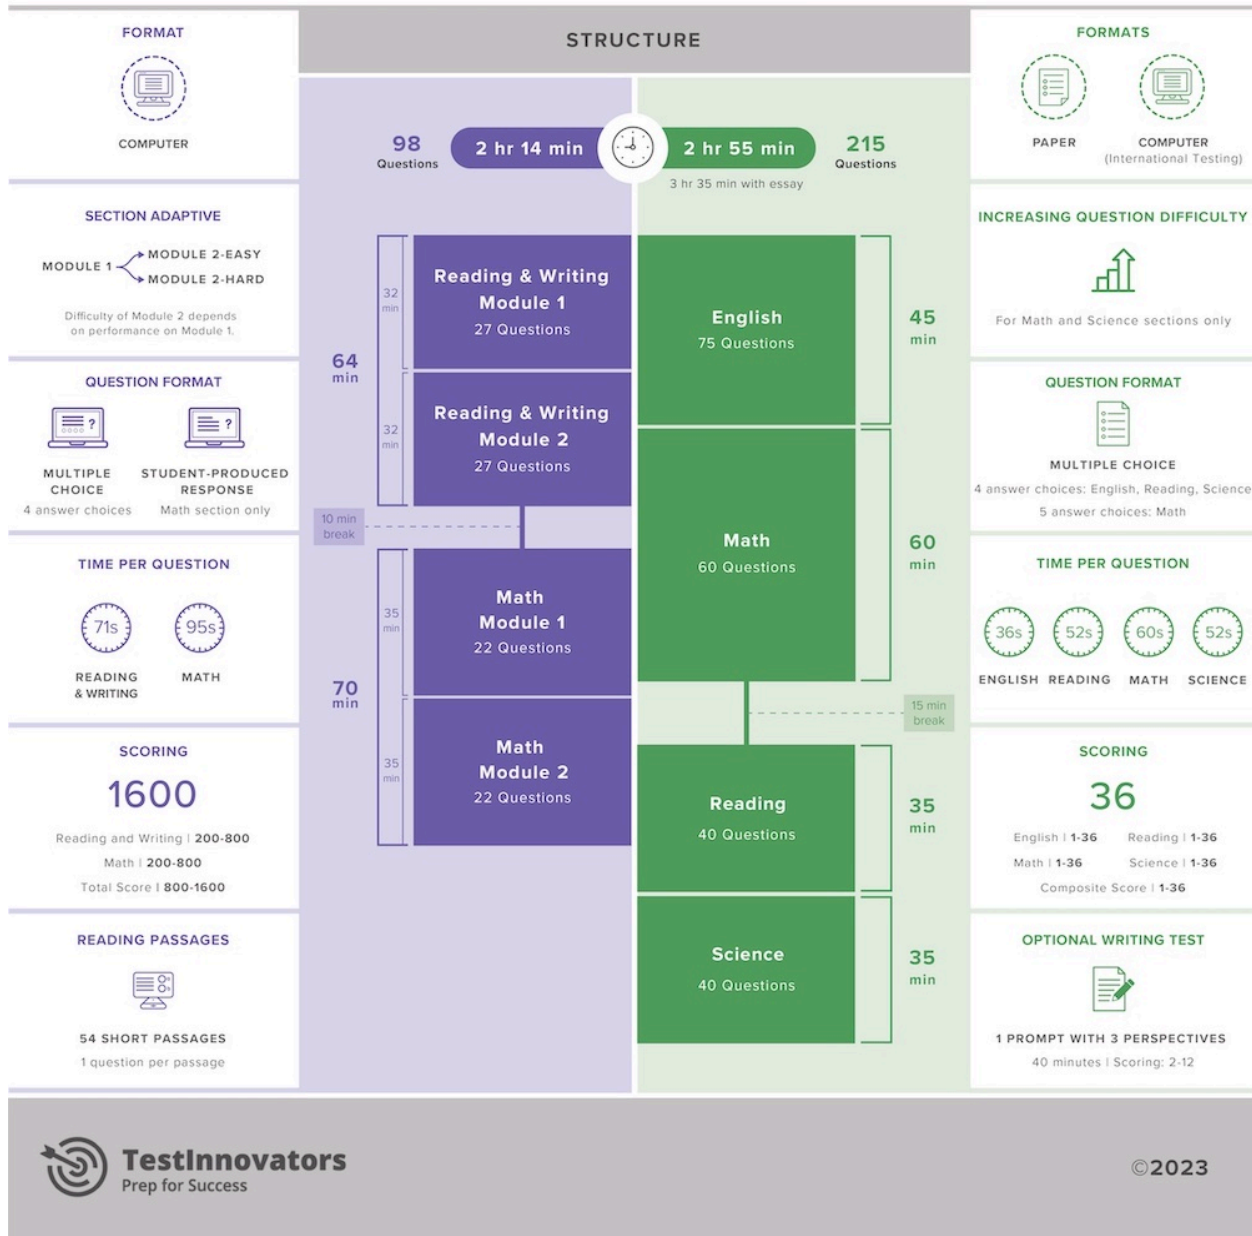 STRUCTURE
FORMAT
COMPUTER
SECTION ADAPTIVE
MODULE 1
MODULE 2-EASY
MODULE 2-HARD
Difficulty of Module 2 depends
on performance on Module 1.
QUESTION FORMAT
?
?
MULTIPLE
CHOICE
4 answer choices
STUDENT-PRODUCED
RESPONSE
Math section only
TIME PER QUESTION
71s
95s
READING
& WRITING
MATH
SCORING
1600
Reading and Writing | 200-800
Math | 200-800
Total Score | 800-1600
READING PASSAGES
54 SHORT PASSAGES
1 question per passage
98
Questions
2 hr 14 min
2 hr 55 min
215
Questions
3 hr 35 min with essay
64
min
32
min
Reading & Writing
Module 1
27 Questions
32
min
Reading & Writing
Module 2
27 Questions
10 min
break
70
min
35
min
Math
Module 1
22 Questions
35
min
Math
Module 2
22 Questions
English
75 Questions
45
min
Math
60 Questions
60
min
15 min
break
Reading
40 Questions
35
min
Science
40 Questions
35
min
FORMATS
PAPER
COMPUTER
(International Testing)
INCREASING QUESTION DIFFICULTY
For Math and Science sections only
QUESTION FORMAT
MULTIPLE CHOICE
4 answer choices: English, Reading, Science
5 answer choices: Math
TIME PER QUESTION
36s
52s
60s
52s
ENGLISH
READING
MATH
SCIENCE
SCORING
36
English | 1-36
Reading | 1-36
Math | 1-36
Science | 1-36
Composite Score | 1-36
OPTIONAL WRITING TEST
1 PROMPT WITH 3 PERSPECTIVES
40 minutes | Scoring: 2-12
TestInnovators
Prep for Success
©2023